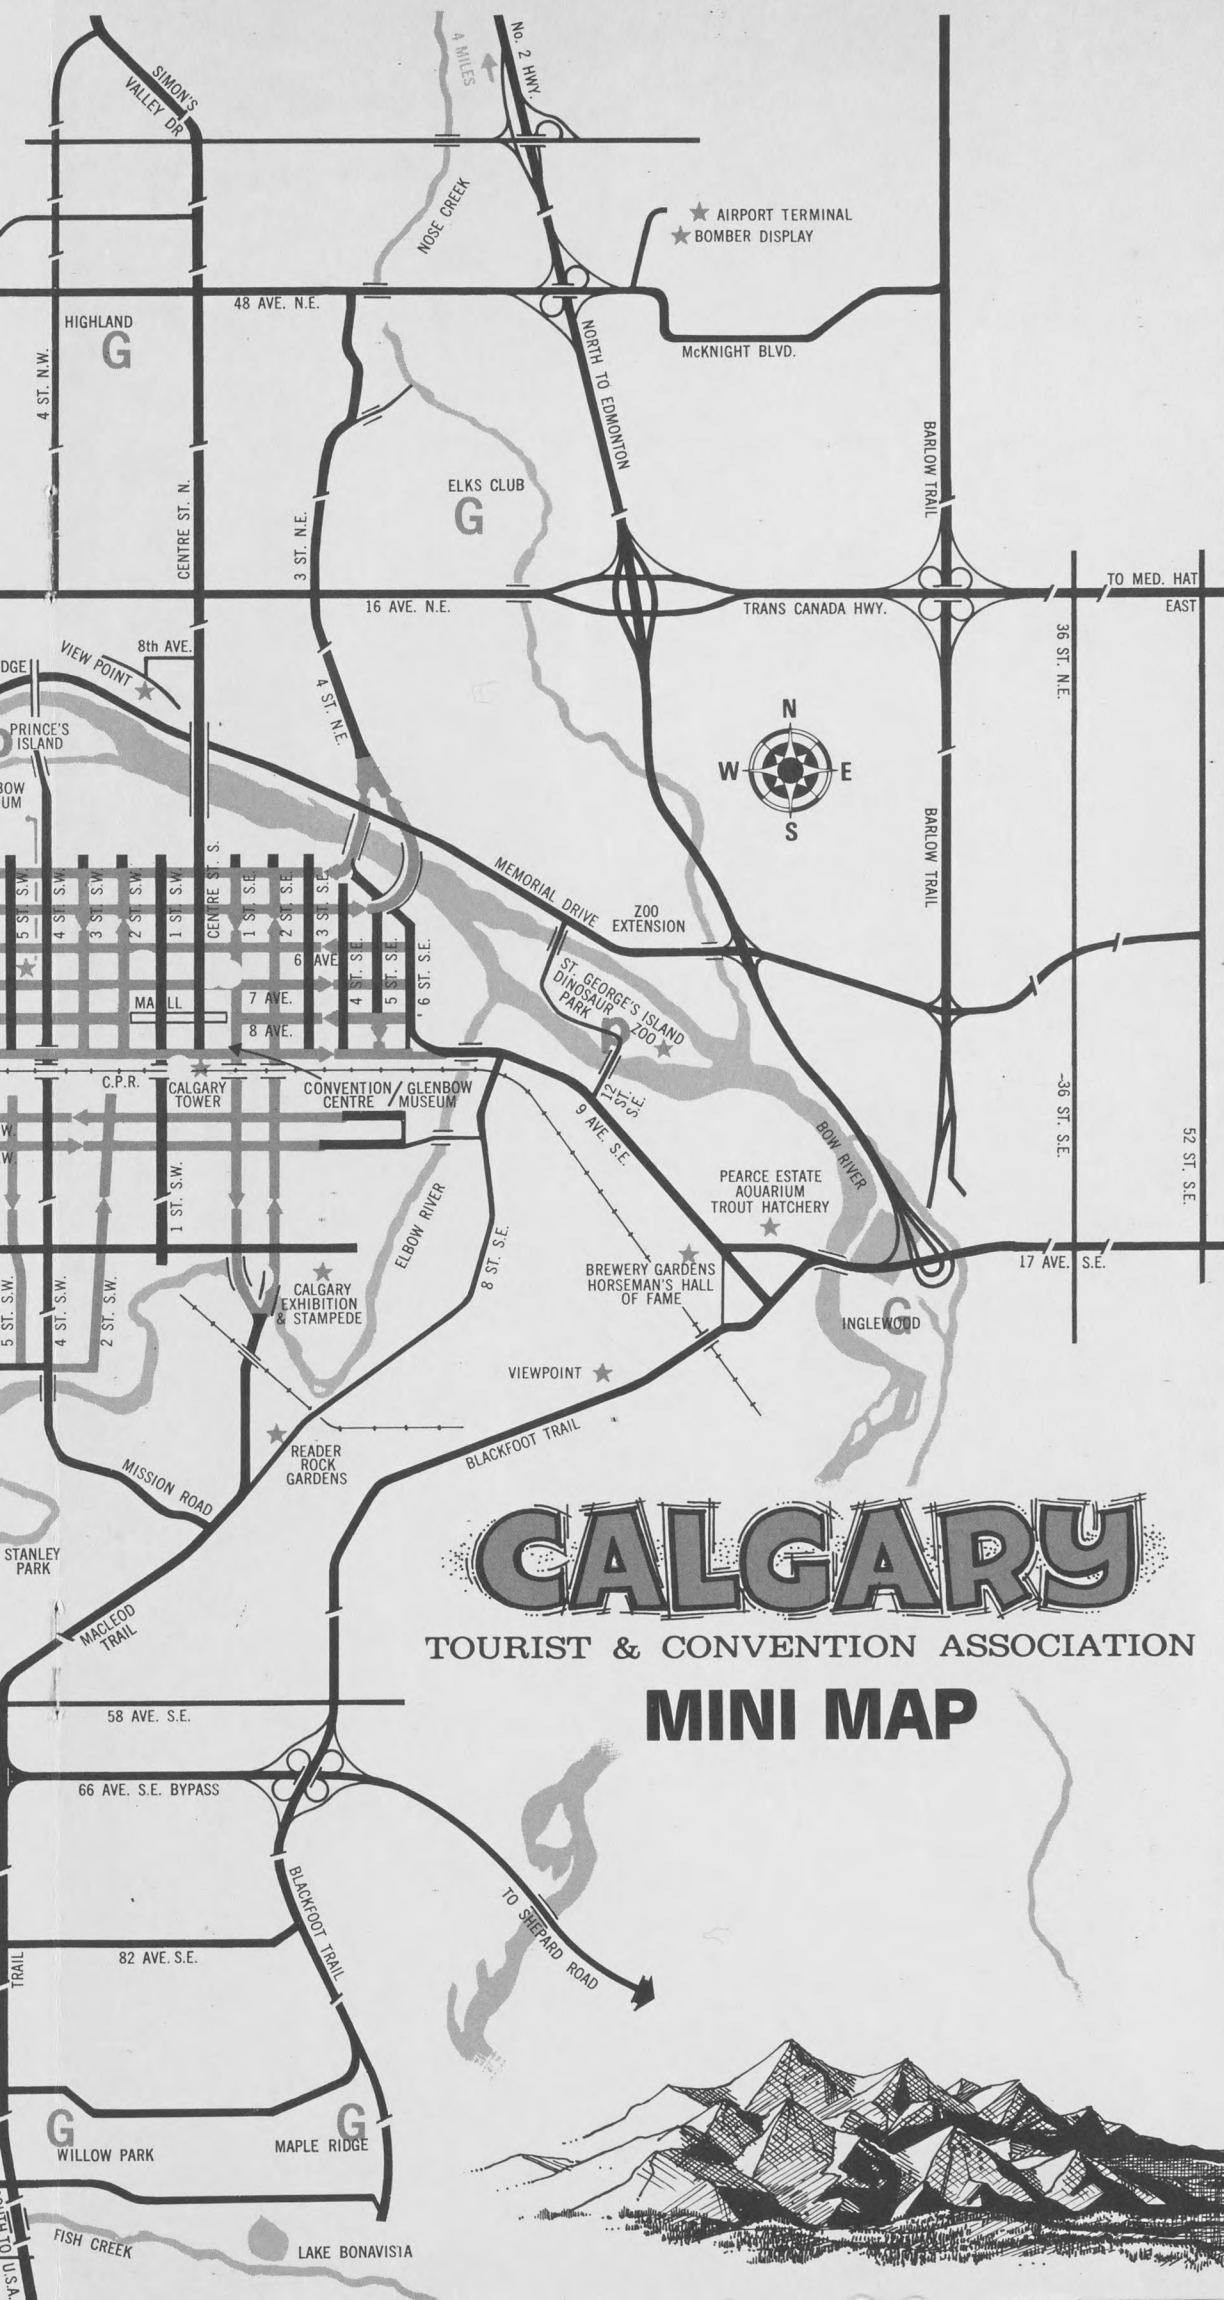 4 MILES
No. 2 HWY.
SIMON'S
VALLEY DR
NOSE CREEK
AIRPORT TERMINAL
BOMBER DISPLAY
48 AVE. N.E.
HIGHLAND
G
4 ST. N.W.
NORTH TO EDMONTON
McKNIGHT BLVD.
ELKS CLUB
G
BARLOW TRAIL
CENTRE ST. N.
3 ST. N.E.
16 AVE. N.E.
TRANS CANADA HWY.
TO MED. HAT
EAST
36 ST. N.E.
8th AVE.
VIEW POINT
DGE
4 ST. N.E.
PRINCE'S
ISLAND
BOW
UM
N
W
E
S
BARLOW TRAIL
5 ST. S.W.
4 ST. S.W.
3 ST. S.W.
2 ST. S.W.
1 ST. S.W.
CENTRE ST. S.
1 ST. S.E.
2 ST. S.E.
3 ST. S.E.
4 ST. S.E.
5 ST. S.E.
6 ST. S.E.
MEMORIAL DRIVE
ZOO
EXTENSION
6 AVE
7 AVE.
MALL
8 AVE.
ST. GEORGE'S ISLAND
DINOSAUR
PARK
P
ZOO
C.P.R.
CALGARY
TOWER
CONVENTION / GLENBOW
CENTRE / MUSEUM
12
ST.
S.E.
9 AVE. S.E.
W.
W.
BOW RIVER
36 ST. S.E.
52 ST. S.E.
1 ST. S.W.
ELBOW RIVER
8 ST. S.E.
PEARCE ESTATE
AQUARIUM
TROUT HATCHERY
BREWERY GARDENS
HORSEMAN'S HALL
OF FAME
17 AVE. S.E.
CALGARY
EXHIBITION
& STAMPEDE
5 ST. S.W.
4 ST. S.W.
2 ST. S.W.
G
INGLEWOOD
VIEWPOINT
BLACKFOOT TRAIL
READER
ROCK
GARDENS
MISSION ROAD
STANLEY
PARK
MACLEOD
TRAIL
CALGARY
TOURIST & CONVENTION ASSOCIATION
MINI MAP
58 AVE. S.E.
66 AVE. S.E. BYPASS
BLACKFOOT TRAIL
TO SHEPARD ROAD
82 AVE. S.E.
TRAIL
G
WILLOW PARK
G
MAPLE RIDGE
SOUTH TO U.S.A.
FISH CREEK
LAKE BONAVISTA